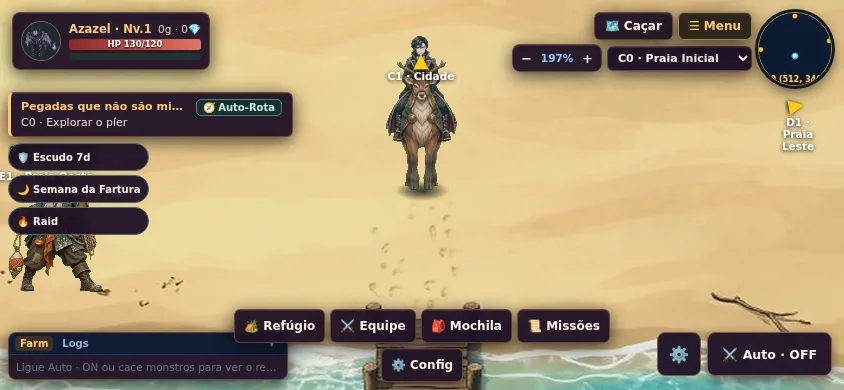 Azazel · Nv.1 0g · 0💎
HP 130/120
🗺️ Caçar
☰ Menu
− 197% +
C0 · Praia Inicial
C1 · Cidade
(512, 34
D1 ·
Praia
Leste
Pegadas que não são mi...
🧭 Auto-Rota
C0 · Explorar o píer
🛡️ Escudo 7d
🌙 Semana da Fartura
🔥 Raid
🏕️ Refúgio
⚔️ Equipe
🎒 Mochila
📜 Missões
Farm Logs
Ligue Auto · ON ou cace monstros para ver o re...
⚙️ Config
⚔️ Auto · OFF